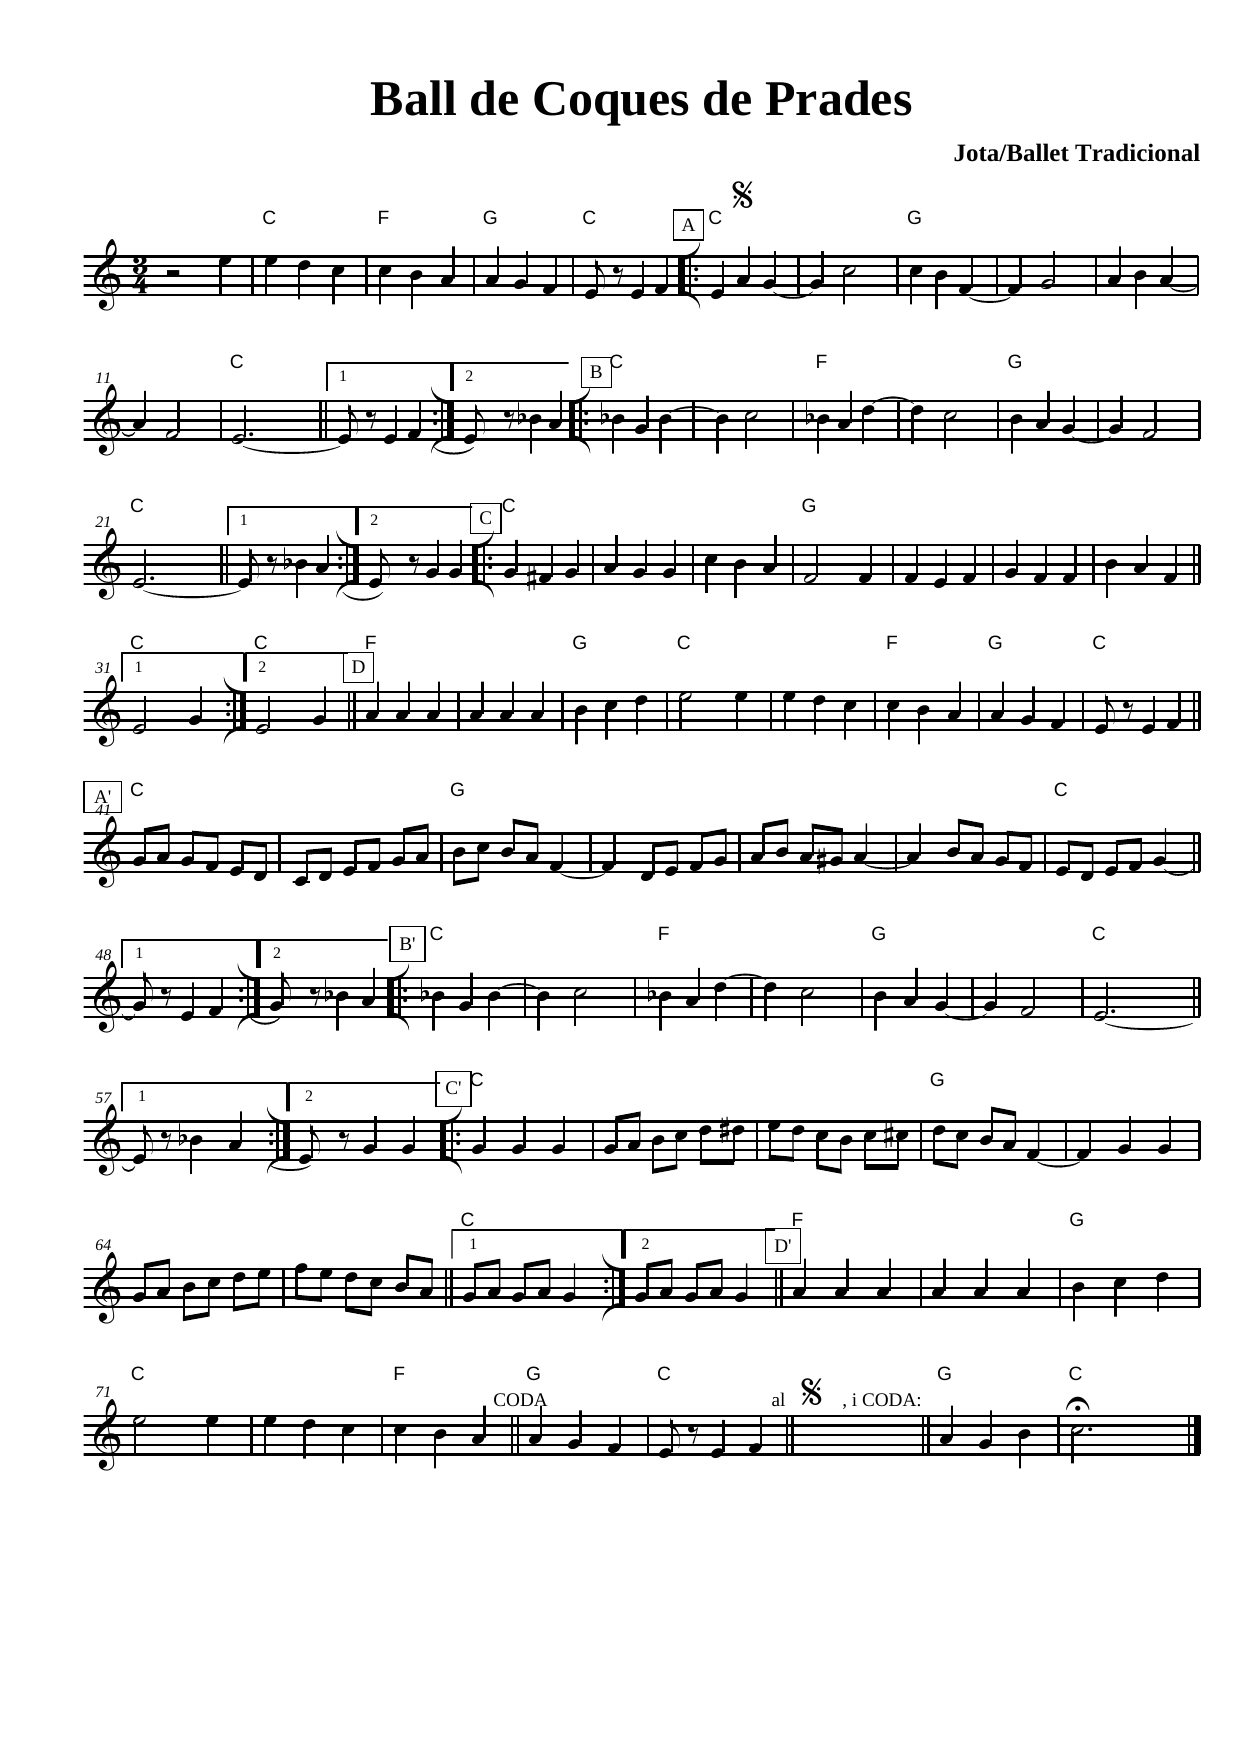 Ball de Coques de Prades
Jota/Ballet Tradicional
C F G C A C G
11 C 1 2 B C F G
21 C 1 2 C C G
31 C 1 C 2 D F G C F G C
A' 41 C G C
48 1 2 B' C F G C
57 1 2 C' C G
64 C 1 2 D' F G
71 C F CODA G C al , i CODA: G C